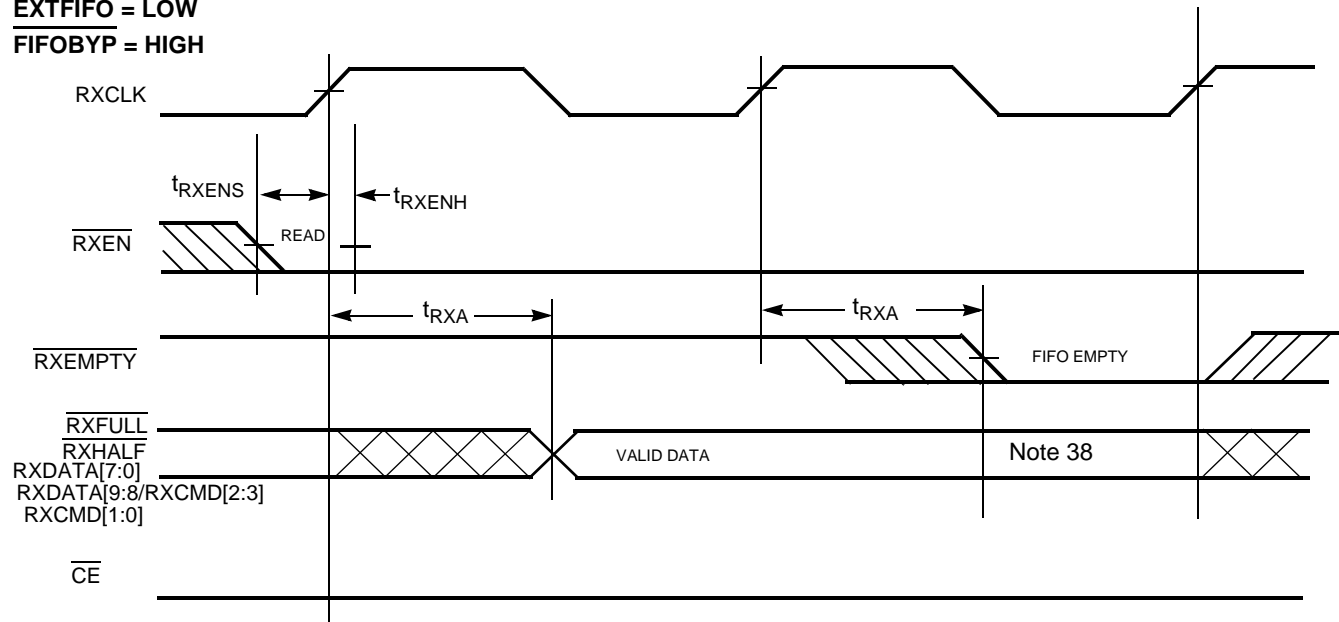 EXTFIFO = LOW
FIFOBYP = HIGH
RXCLK
tRXENS
tRXENH
RXEN
READ
tRXA
tRXA
RXEMPTY
FIFO EMPTY
RXFULL
RXHALF
RXDATA[7:0]
RXDATA[9:8/RXCMD[2:3]
RXCMD[1:0]
VALID DATA
Note 38
CE